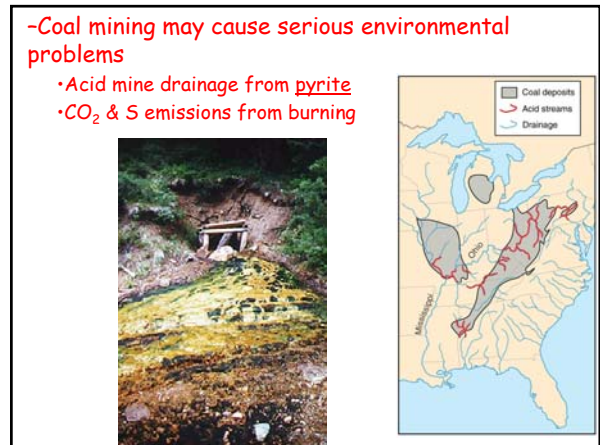 –Coal mining may cause serious environmental
problems
•Acid mine drainage from pyrite
•CO₂ & S emissions from burning
Coal deposits
Acid streams
Drainage
Ohio
Mississippi